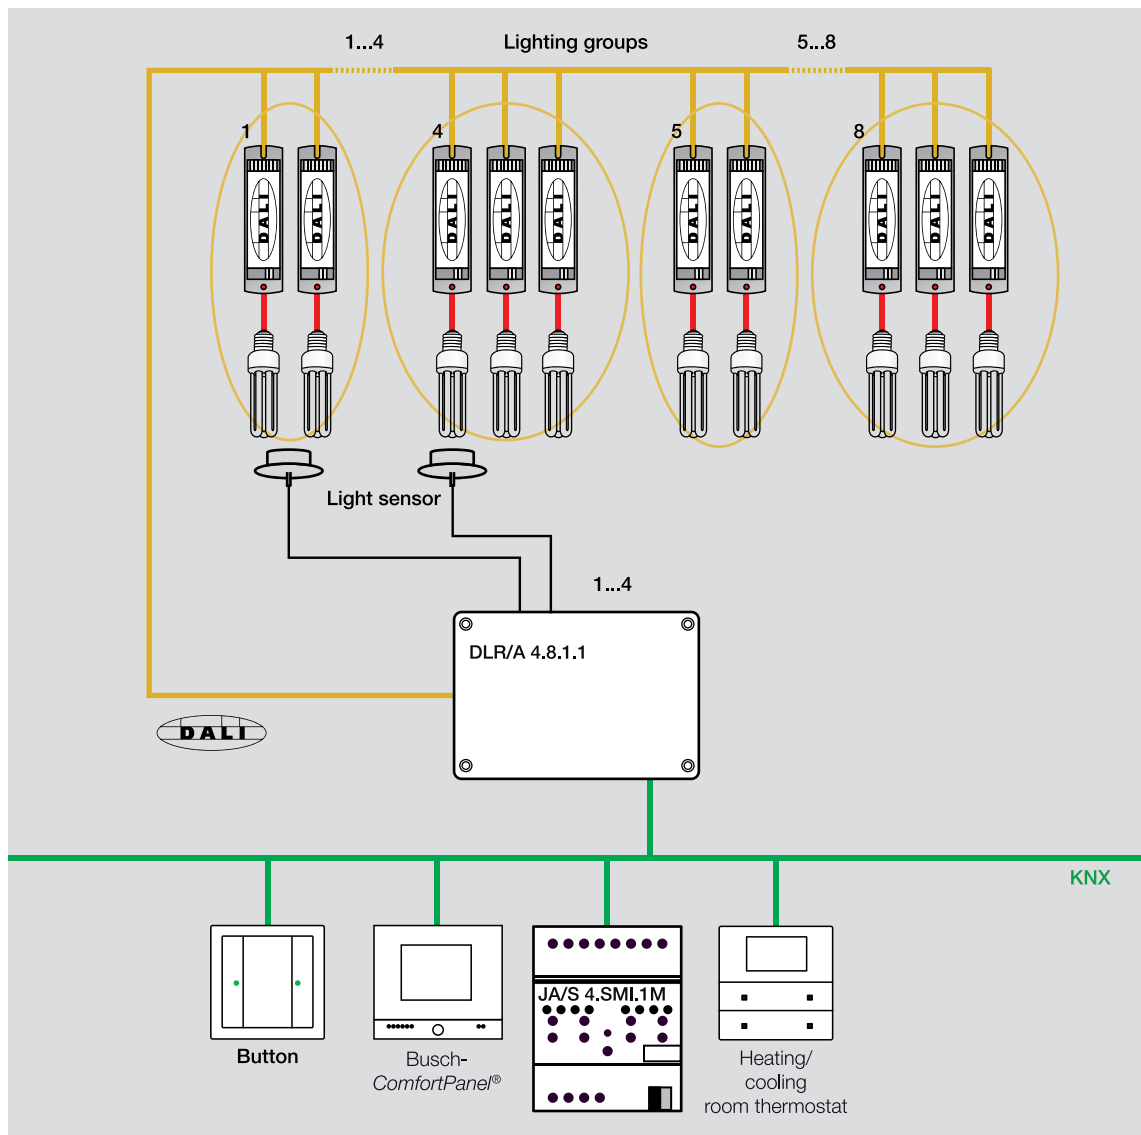 1...4
Lighting groups
5...8
1
4
5
8
DALI
DALI
DALI
DALI
DALI
DALI
DALI
DALI
DALI
DALI
Light sensor
1...4
DLR/A 4.8.1.1
DALI
KNX
JA/S 4.SMI.1M
Button
Busch-
ComfortPanel®
Heating/
cooling
room thermostat